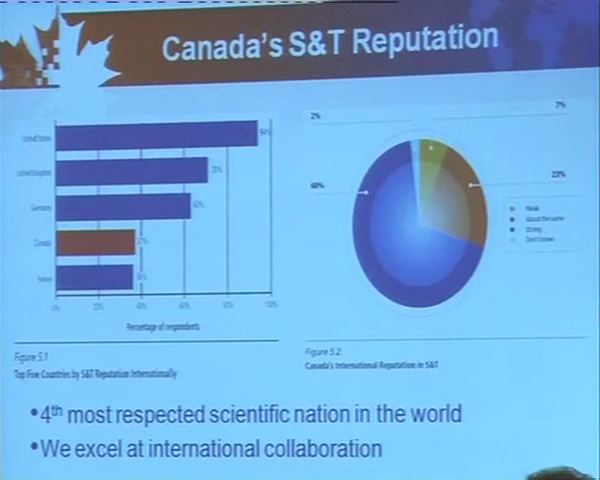 Canada's S&T Reputation
United States
United Kingdom
Germany
Canada
France
Percentage of respondents
2%
7%
23%
68%
Weak
About the same
Strong
Don't know
Figure 5.1
Top Five Countries by S&T Reputation Internationally
Figure 5.2
Canada's International Reputation in S&T
•4th most respected scientific nation in the world
•We excel at international collaboration